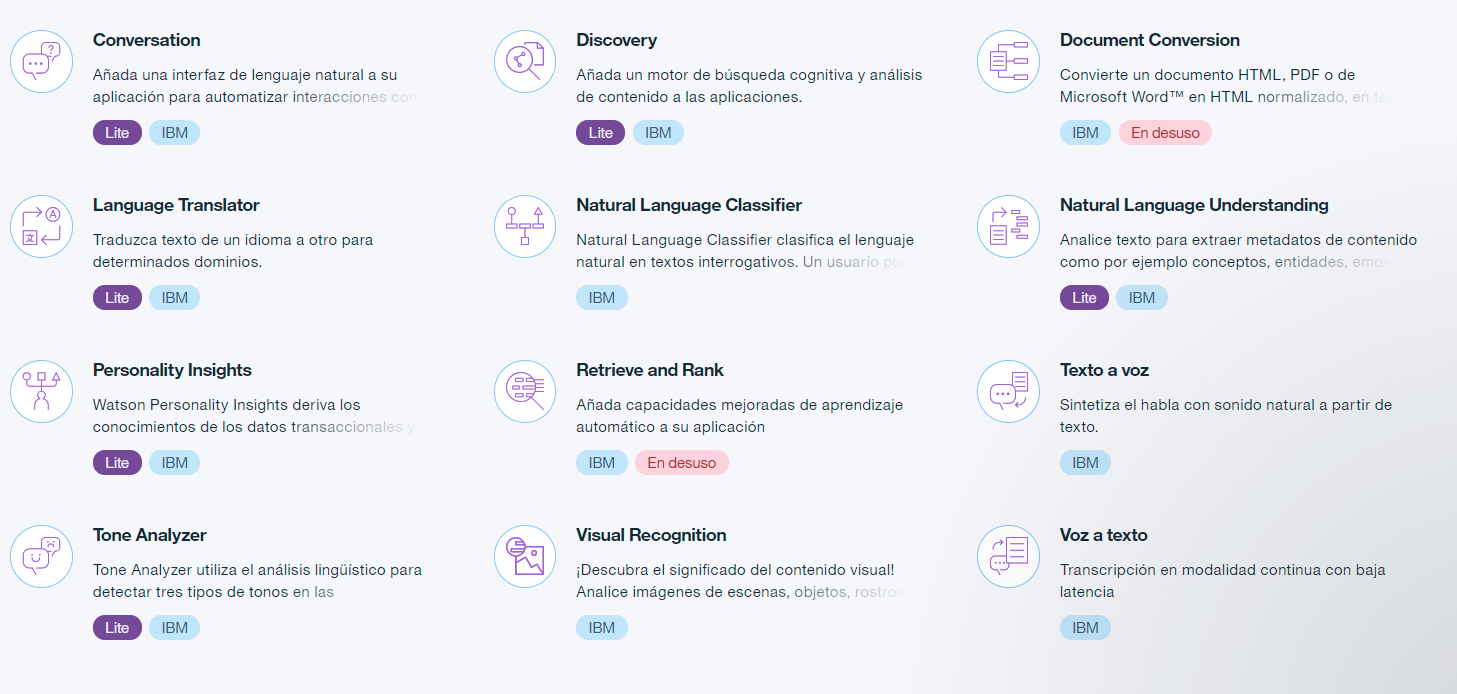 Conversation
Añada una interfaz de lenguaje natural a su
aplicación para automatizar interacciones con
Lite IBM
Discovery
Añada un motor de búsqueda cognitiva y análisis
de contenido a las aplicaciones.
Lite IBM
Document Conversion
Convierte un documento HTML, PDF o de
Microsoft Word™ en HTML normalizado, en
IBM En desuso
Language Translator
Traduzca texto de un idioma a otro para
determinados dominios.
Lite IBM
Natural Language Classifier
Natural Language Classifier clasifica el lenguaje
natural en textos interrogativos. Un usuario
IBM
Natural Language Understanding
Analice texto para extraer metadatos de contenido
como por ejemplo conceptos, entidades,
Lite IBM
Personality Insights
Watson Personality Insights deriva los
conocimientos de los datos transaccionales y
Lite IBM
Retrieve and Rank
Añada capacidades mejoradas de aprendizaje
automático a su aplicación
IBM En desuso
Texto a voz
Sintetiza el habla con sonido natural a partir de
texto.
IBM
Tone Analyzer
Tone Analyzer utiliza el análisis lingüístico para
detectar tres tipos de tonos en las
Lite IBM
Visual Recognition
¡Descubra el significado del contenido visual!
Analice imágenes de escenas, objetos, rostros
IBM
Voz a texto
Transcripción en modalidad continua con baja
latencia
IBM